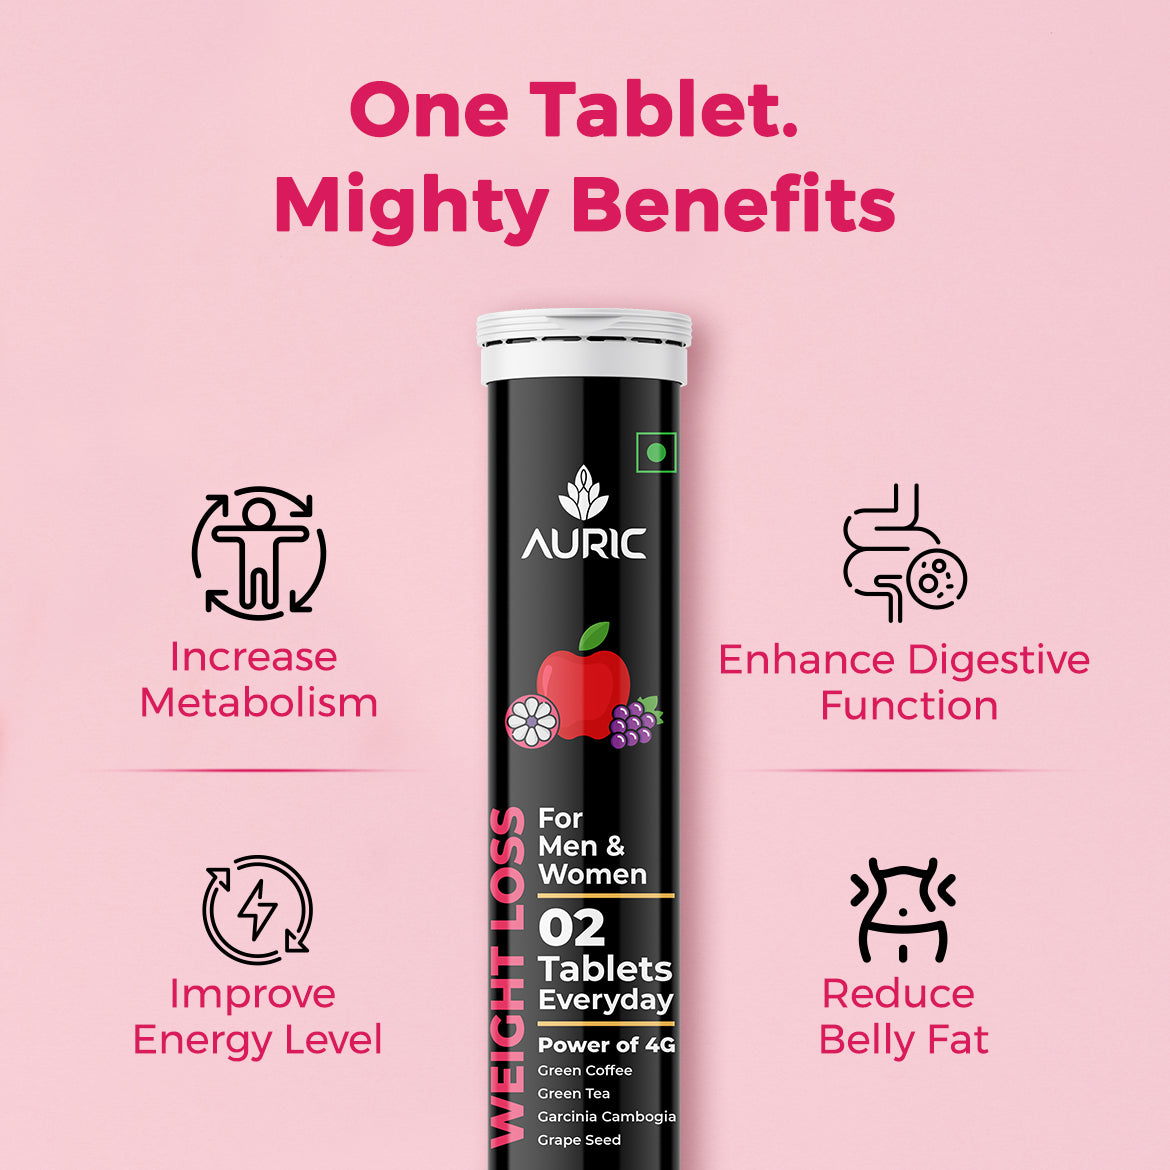 One Tablet.
Mighty Benefits
AURIC
Increase
Metabolism
Enhance Digestive
Function
Improve
Energy Level
Reduce
Belly Fat
WEIGHT LOSS
For
Men &
Women
02
Tablets
Everyday
Power of 4G
Green Coffee
Green Tea
Garcinia Cambogia
Grape Seed